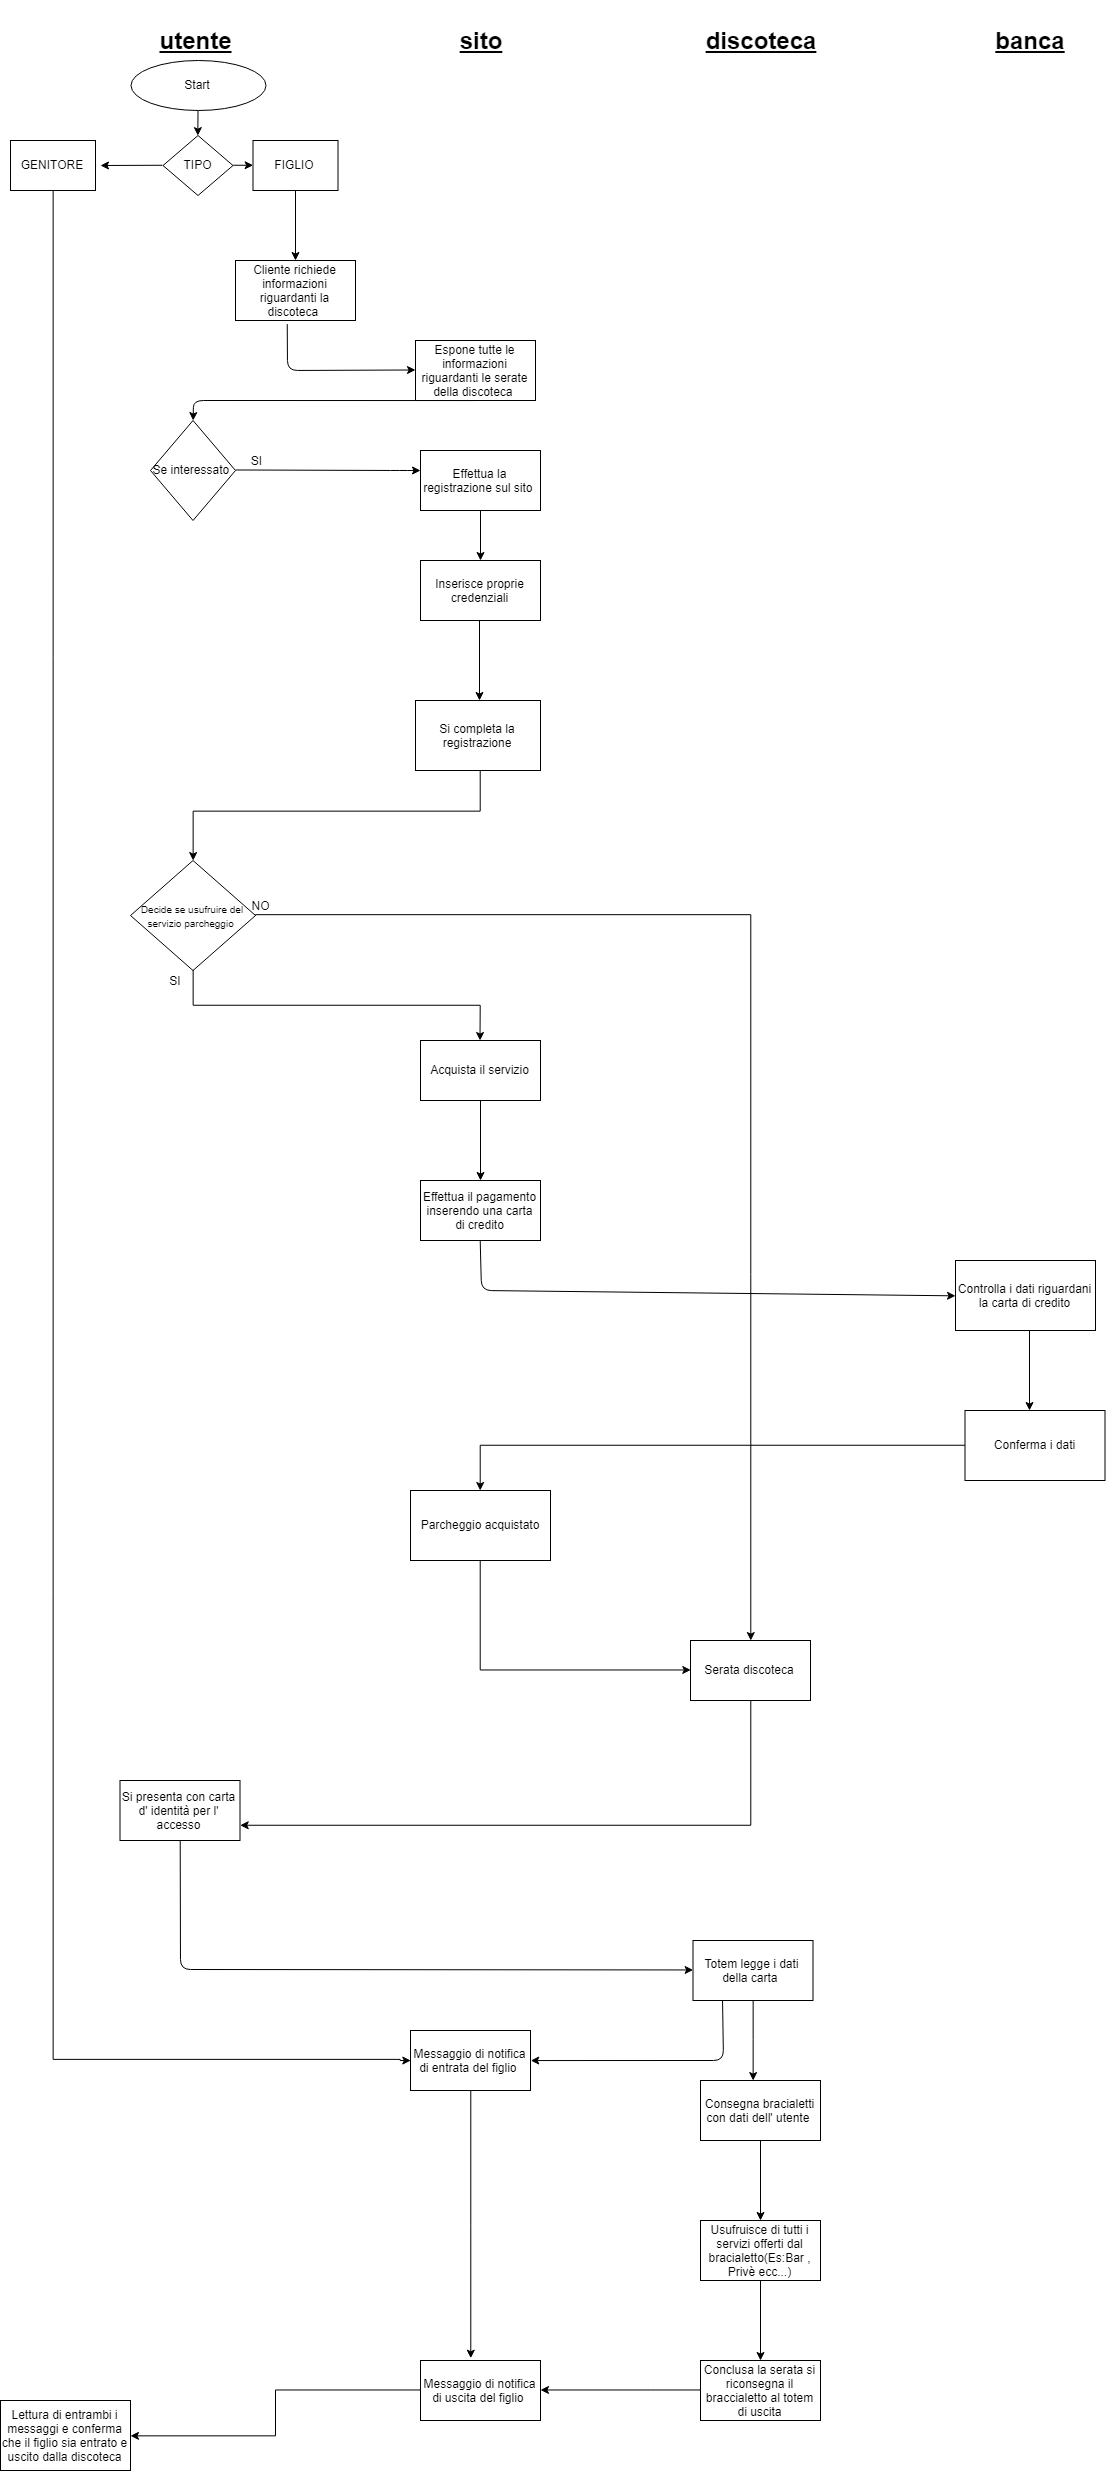 utente
sito
discoteca
banca
Start
GENITORE
TIPO
FIGLIO
Cliente richiede
informazioni
riguardanti la
discoteca
Espone tutte le
informazioni
riguardanti le serate
della discoteca
Se interessato
SI
Effettua la
registrazione sul sito
Inserisce proprie
credenziali
Si completa la
registrazione
Decide se usufruire del
servizio parcheggio
NO
SI
Acquista il servizio
Effettua il pagamento
inserendo una carta
di credito
Controlla i dati riguardani
la carta di credito
Conferma i dati
Parcheggio acquistato
Serata discoteca
Si presenta con carta
d' identità per l'
accesso
Totem legge i dati
della carta
Messaggio di notifica
di entrata del figlio
Consegna bracialetti
con dati dell' utente
Usufruisce di tutti i
servizi offerti dal
bracialetto(Es:Bar ,
Privè ecc...)
Messaggio di notifica
di uscita del figlio
Conclusa la serata si
riconsegna il
braccialetto al totem
di uscita
Lettura di entrambi i
messaggi e conferma
che il figlio sia entrato e
uscito dalla discoteca